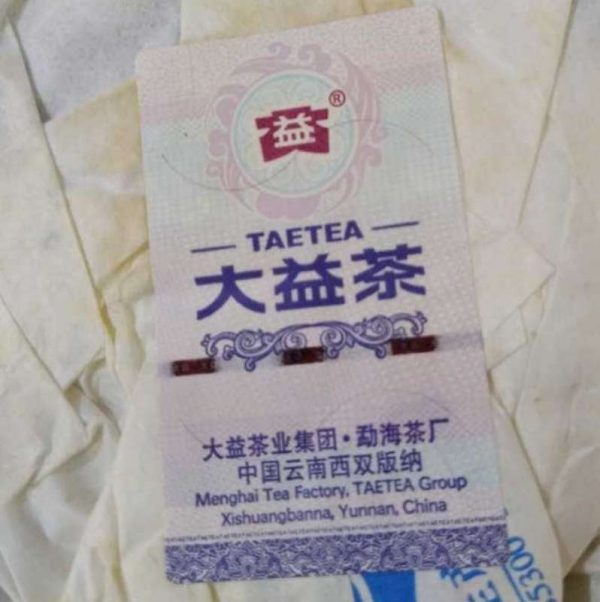 益®
TAETEA
大益茶
大益茶业集团·勐海茶厂
中国云南西双版纳
Menghai Tea Factory, TAETEA Group
Xishuangbanna, Yunnan, China
5300